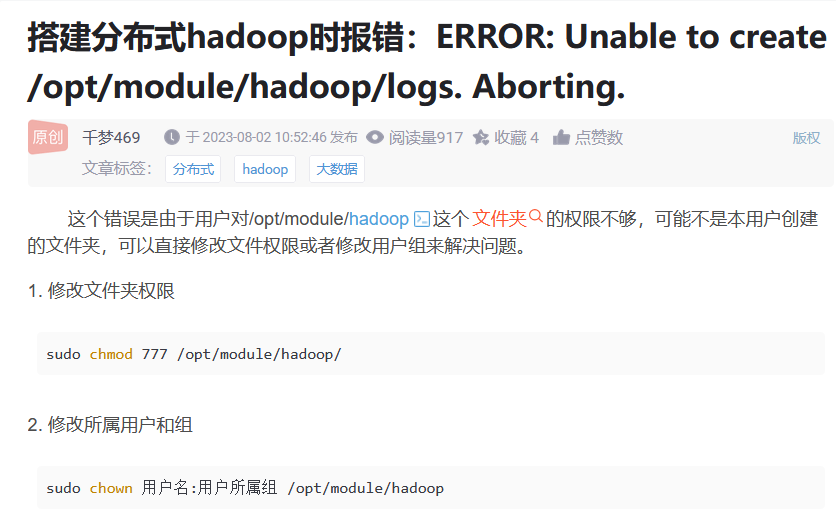 搭建分布式hadoop时报错：ERROR: Unable to create
/opt/module/hadoop/logs. Aborting.
原创 千梦469 于 2023-08-02 10:52:46 发布 阅读量917 收藏 4 点赞数 版权
文章标签： 分布式 hadoop 大数据
这个错误是由于用户对/opt/module/hadoop 这个 文件夹 的权限不够，可能不是本用户创建
的文件夹，可以直接修改文件权限或者修改用户组来解决问题。
1. 修改文件夹权限
sudo chmod 777 /opt/module/hadoop/
2. 修改所属用户和组
sudo chown 用户名:用户所属组 /opt/module/hadoop